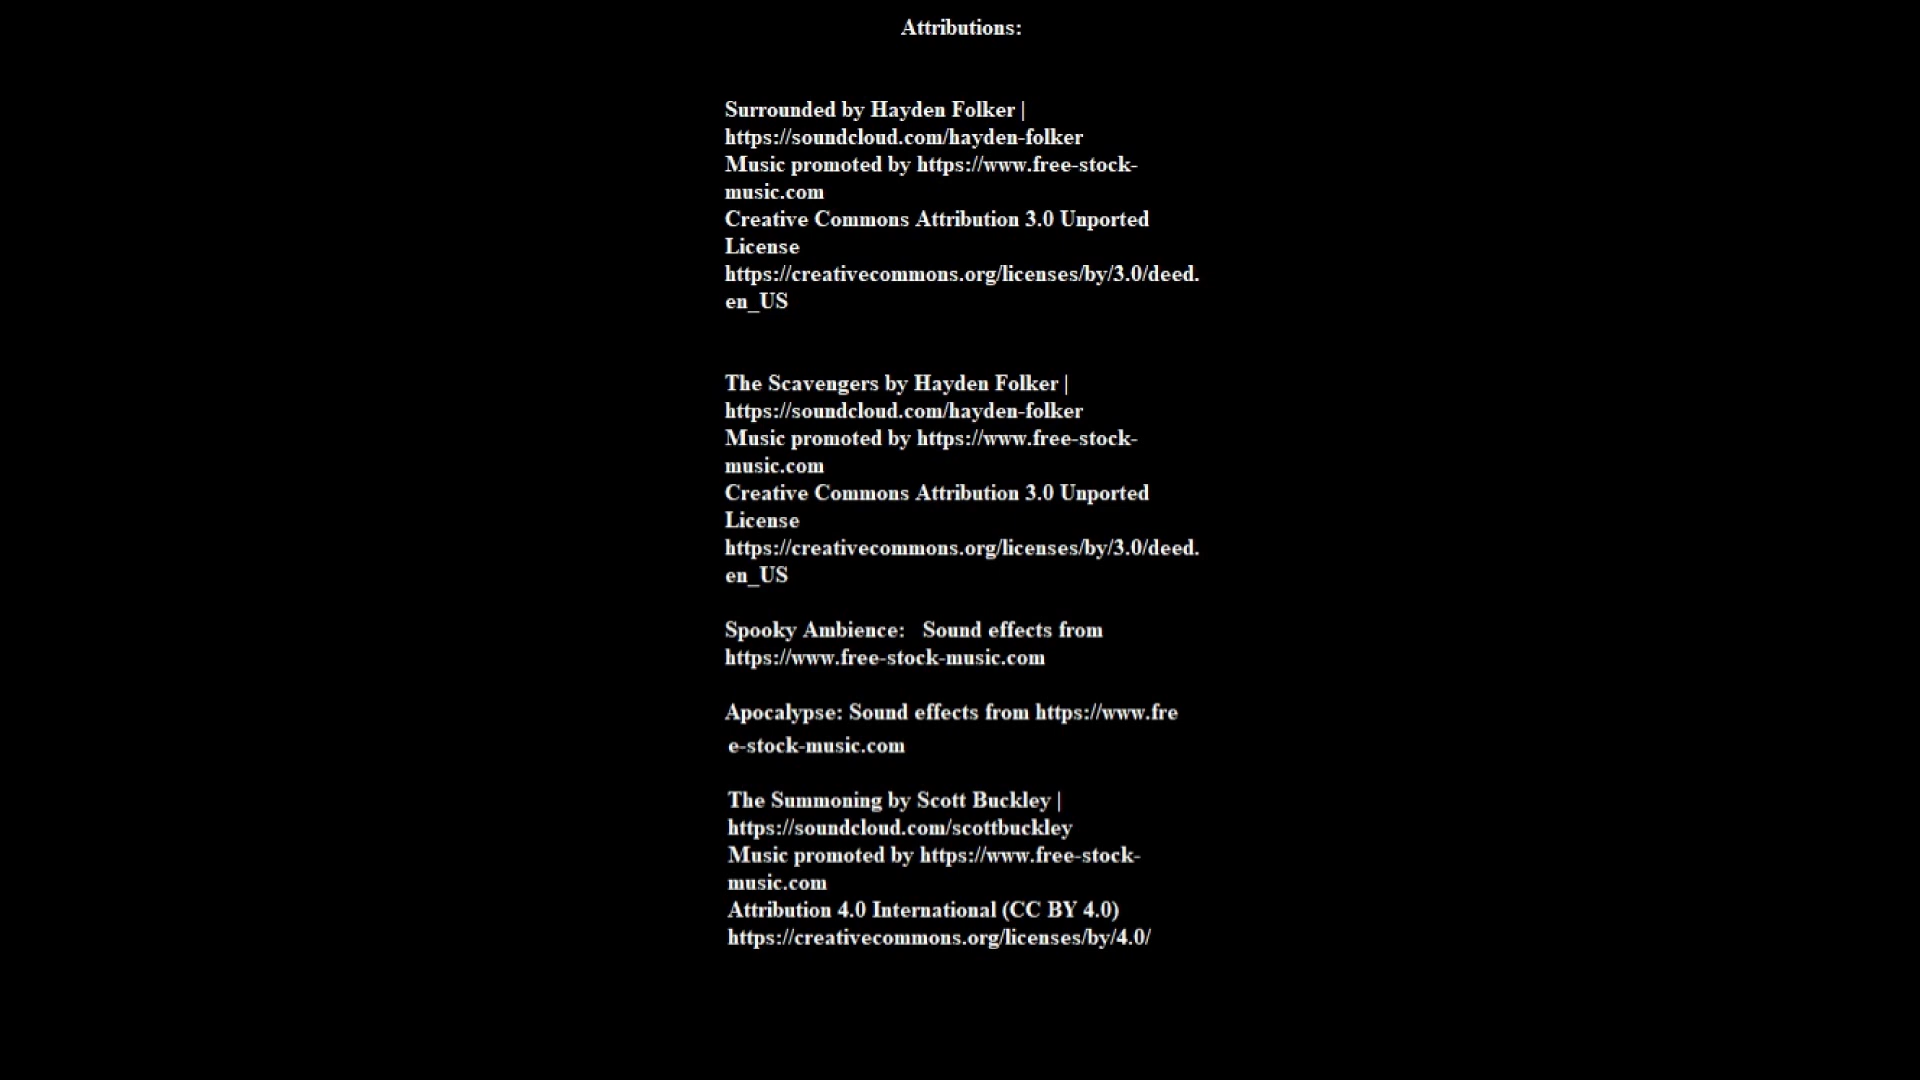 Attributions:
Surrounded by Hayden Folker |
https://soundcloud.com/hayden-folker
Music promoted by https://www.free-stock-
music.com
Creative Commons Attribution 3.0 Unported
License
https://creativecommons.org/licenses/by/3.0/deed.
en_US
The Scavengers by Hayden Folker |
https://soundcloud.com/hayden-folker
Music promoted by https://www.free-stock-
music.com
Creative Commons Attribution 3.0 Unported
License
https://creativecommons.org/licenses/by/3.0/deed.
en_US
Spooky Ambience:   Sound effects from
https://www.free-stock-music.com
Apocalypse: Sound effects from https://www.fre
e-stock-music.com
The Summoning by Scott Buckley |
https://soundcloud.com/scottbuckley
Music promoted by https://www.free-stock-
music.com
Attribution 4.0 International (CC BY 4.0)
https://creativecommons.org/licenses/by/4.0/